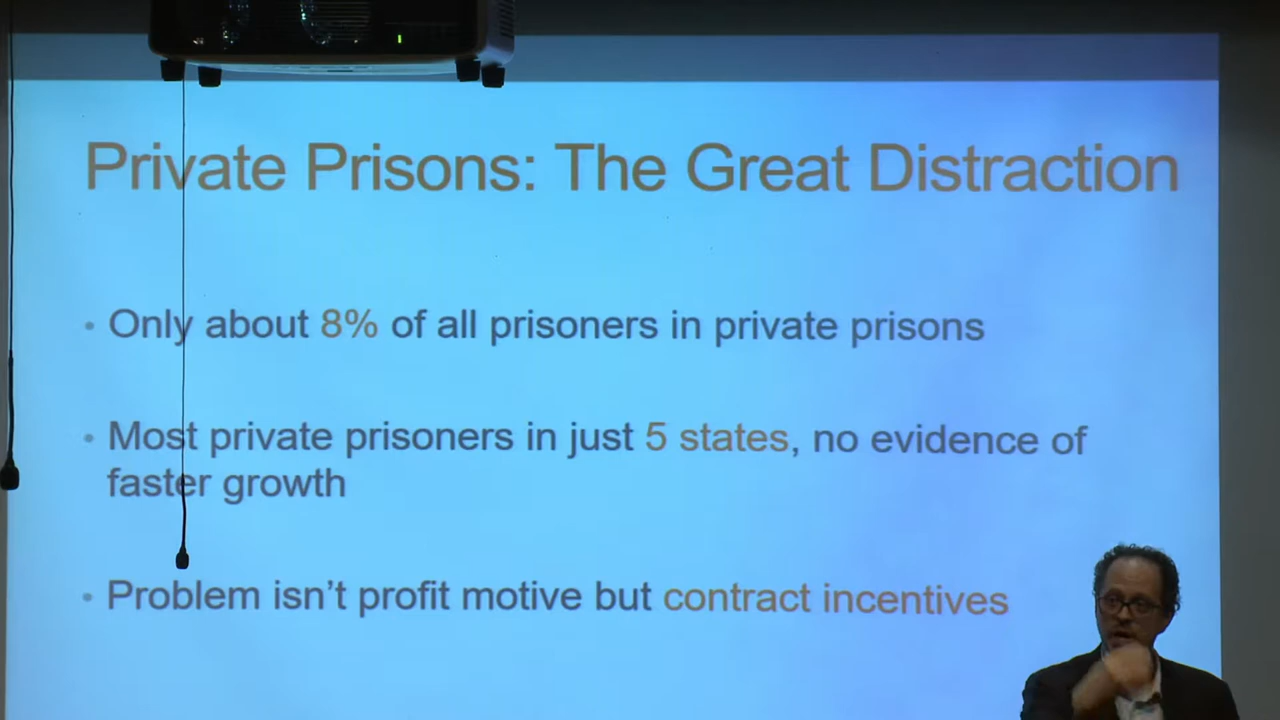 Private Prisons: The Great Distraction
• Only about 8% of all prisoners in private prisons
• Most private prisoners in just 5 states, no evidence of
faster growth
• Problem isn't profit motive but contract incentives